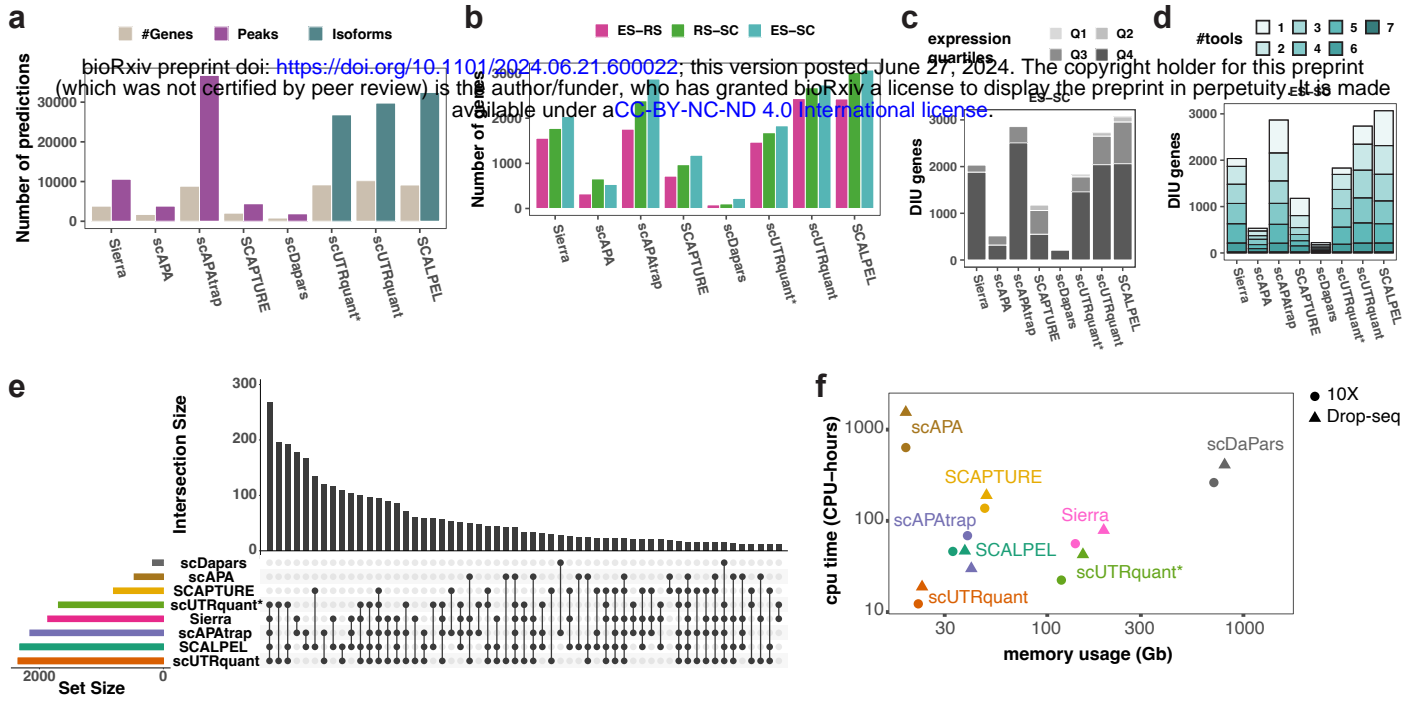 a
#Genes Peaks Isoforms
Number of predictions
30000
20000
10000
0
Sierra
scAPA
scAPAtrap
SCAPTURE
scDapars
scUTRquant*
scUTRquant
SCALPEL
b
ES−RS RS−SC ES−SC
Number of genes
3000
2000
1000
0
Sierra
scAPA
scAPAtrap
SCAPTURE
scDapars
scUTRquant*
scUTRquant
SCALPEL
c
expression quartiles
Q1 Q2
Q3 Q4
ES−SC
DIU genes
3000
2000
1000
0
Sierra
scAPA
scAPAtrap
SCAPTURE
scDapars
scUTRquant*
scUTRquant
SCALPEL
d
#tools
1 3 5 7
2 4 6
ES−SC
DIU genes
3000
2000
1000
0
Sierra
scAPA
scAPAtrap
SCAPTURE
scDapars
scUTRquant*
scUTRquant
SCALPEL
bioRxiv preprint doi: https://doi.org/10.1101/2024.06.21.600022; this version posted June 27, 2024. The copyright holder for this preprint
(which was not certified by peer review) is the author/funder, who has granted bioRxiv a license to display the preprint in perpetuity. It is made
available under aCC-BY-NC-ND 4.0 International license.
e
Intersection Size
300
200
100
0
scDapars
scAPA
SCAPTURE
scUTRquant*
Sierra
scAPAtrap
SCALPEL
scUTRquant
2000 0
Set Size
f
10X
Drop-seq
cpu time (CPU−hours)
1000
100
10
scAPA
scDaPars
SCAPTURE
scAPAtrap
Sierra
SCALPEL
scUTRquant*
scUTRquant
30 100 300 1000
memory usage (Gb)